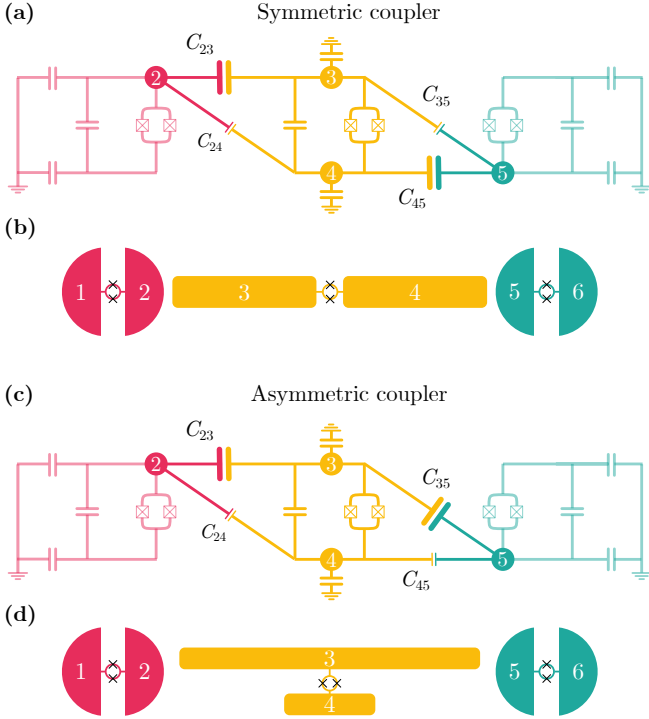 (a)
Symmetric coupler
C₂₃
2
3
C₃₅
C₂₄
4
5
C₄₅
(b)
1 2 3 4 5 6
(c)
Asymmetric coupler
C₂₃
2
3
C₃₅
C₂₄
4
5
C₄₅
(d)
1 2 3 5 6
4